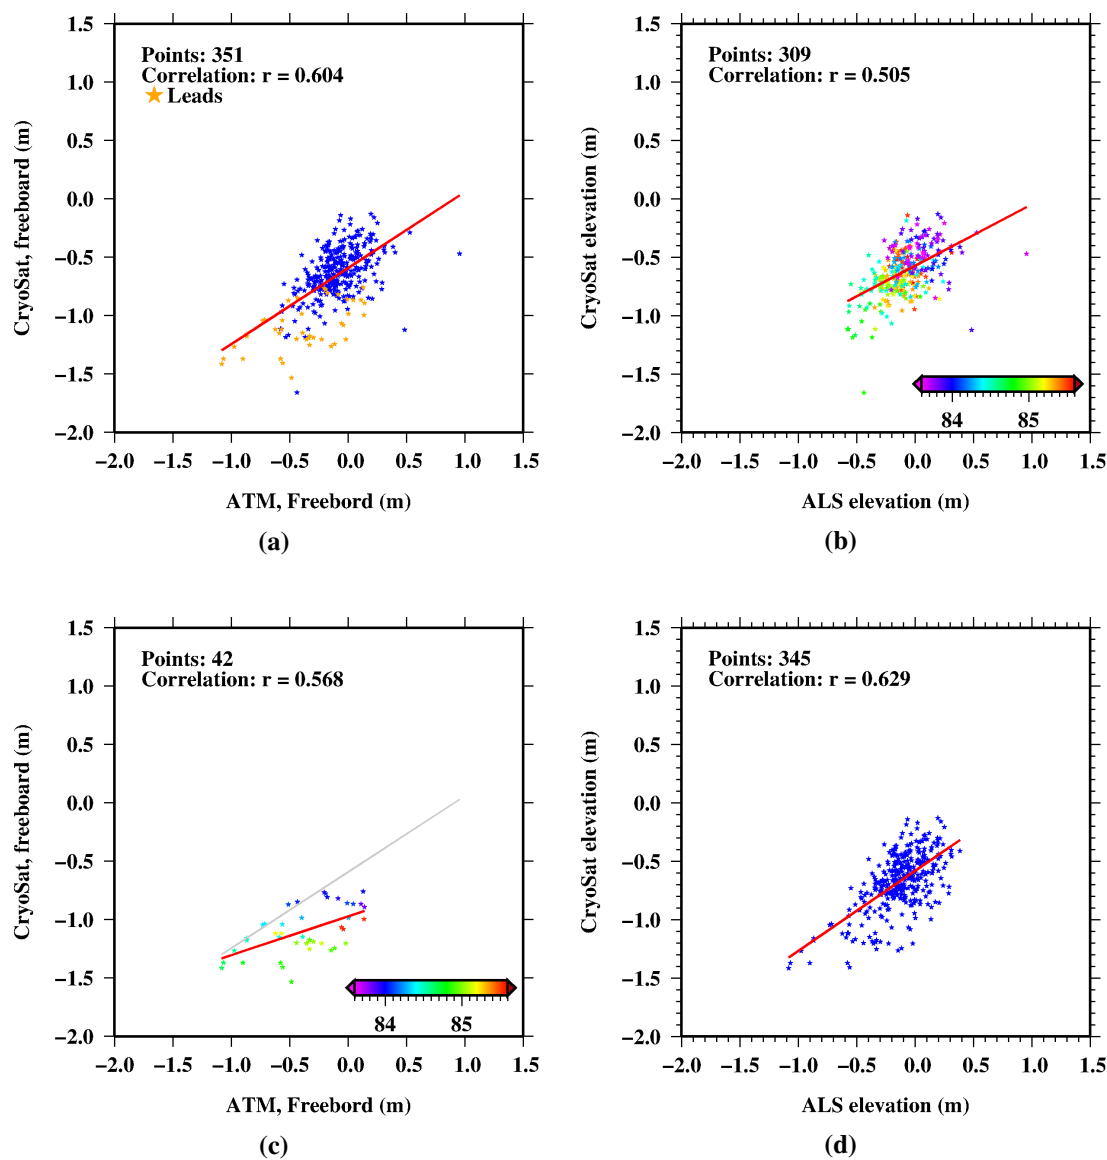 1.5
1.0
0.5
0.0
−0.5
−1.0
−1.5
−2.0
CryoSat, freeboard (m)
Points: 351
Correlation: r = 0.604
Leads
−2.0 −1.5 −1.0 −0.5 0.0 0.5 1.0 1.5
ATM, Freebord (m)
(a)
1.5
1.0
0.5
0.0
−0.5
−1.0
−1.5
−2.0
CryoSat elevation (m)
Points: 309
Correlation: r = 0.505
84 85
−2.0 −1.5 −1.0 −0.5 0.0 0.5 1.0 1.5
ALS elevation (m)
(b)
1.5
1.0
0.5
0.0
−0.5
−1.0
−1.5
−2.0
CryoSat, freeboard (m)
Points: 42
Correlation: r = 0.568
84 85
−2.0 −1.5 −1.0 −0.5 0.0 0.5 1.0 1.5
ATM, Freebord (m)
(c)
1.5
1.0
0.5
0.0
−0.5
−1.0
−1.5
−2.0
CryoSat elevation (m)
Points: 345
Correlation: r = 0.629
−2.0 −1.5 −1.0 −0.5 0.0 0.5 1.0 1.5
ALS elevation (m)
(d)